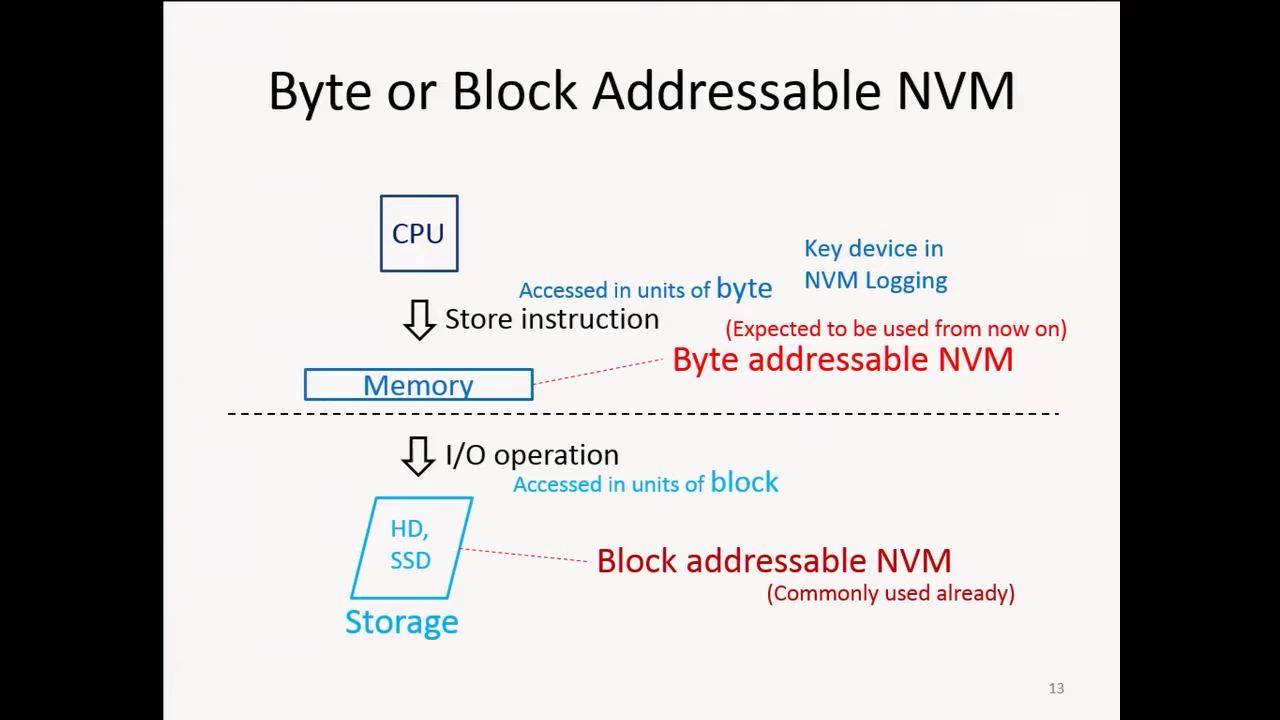 Byte or Block Addressable NVM
CPU
Key device in
NVM Logging
Accessed in units of byte
Store instruction
(Expected to be used from now on)
Byte addressable NVM
Memory
I/O operation
Accessed in units of block
HD,
SSD
Block addressable NVM
(Commonly used already)
Storage
13